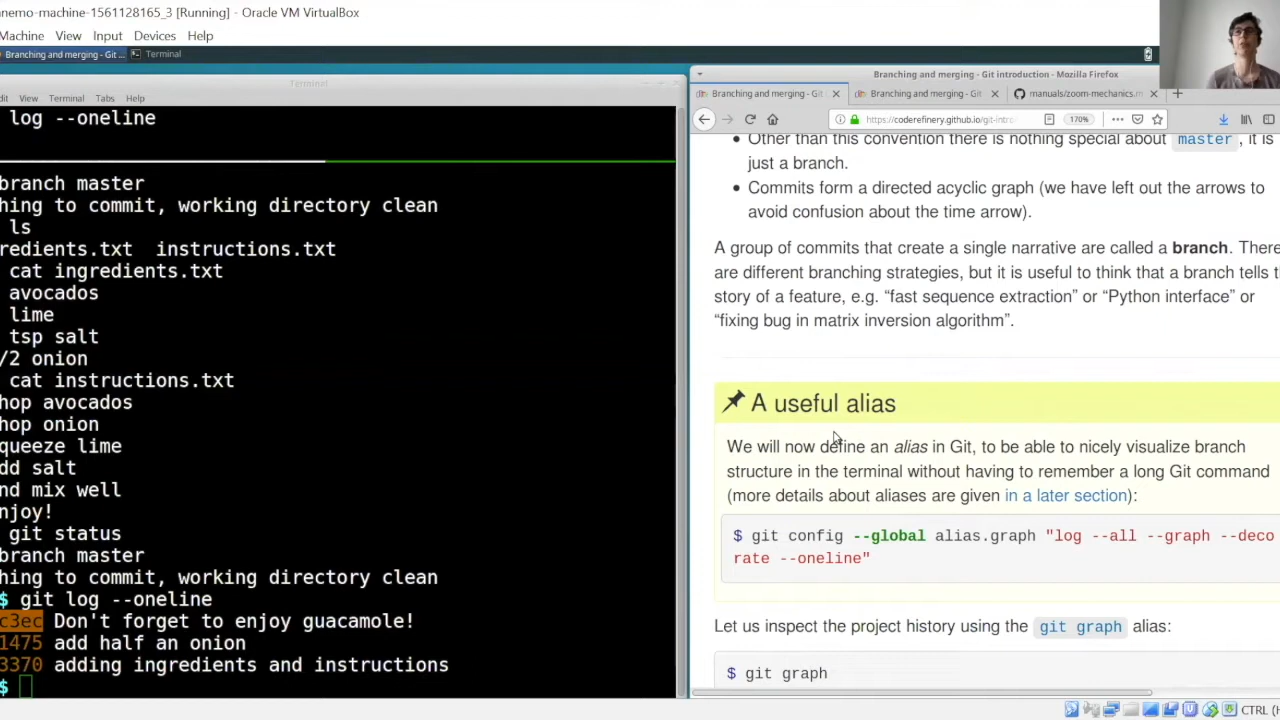 anemo-machine-1561128165_3 [Running] - Oracle VM VirtualBox
Machine View Input Devices Help
Branching and merging - Git ... Terminal
Terminal
dit View Terminal Tabs Help
log --oneline
branch master
hing to commit, working directory clean
ls
redients.txt instructions.txt
cat ingredients.txt
avocados
lime
tsp salt
/2 onion
cat instructions.txt
hop avocados
hop onion
queeze lime
dd salt
nd mix well
njoy!
git status
branch master
hing to commit, working directory clean
$ git log --oneline
c3ec Don't forget to enjoy guacamole!
1475 add half an onion
3370 adding ingredients and instructions
$
Branching and merging - Git introduction - Mozilla Firefox
Branching and merging - Git Branching and merging - Git manuals/zoom-mechanics.m
https://coderefinery.github.io/git-intro 170%
Other than this convention there is nothing special about master, it is
just a branch.
Commits form a directed acyclic graph (we have left out the arrows to
avoid confusion about the time arrow).
A group of commits that create a single narrative are called a branch. There
are different branching strategies, but it is useful to think that a branch tells t
story of a feature, e.g. “fast sequence extraction” or “Python interface” or
“fixing bug in matrix inversion algorithm”.
A useful alias
We will now define an alias in Git, to be able to nicely visualize branch
structure in the terminal without having to remember a long Git command
(more details about aliases are given in a later section):
$ git config --global alias.graph "log --all --graph --deco
rate --oneline"
Let us inspect the project history using the git graph alias:
$ git graph
CTRL (